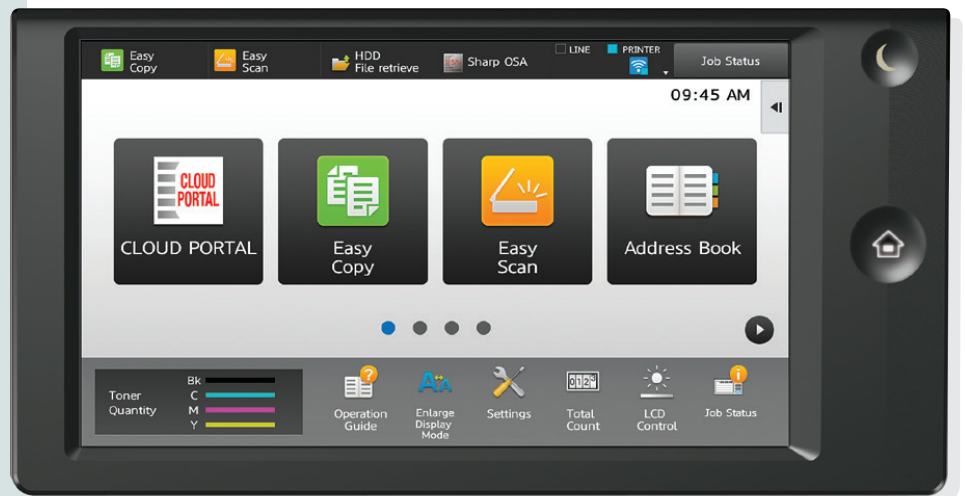 Easy
Copy
Easy
Scan
HDD
File retrieve
Sharp OSA
LINE
PRINTER
Job Status
09:45 AM
CLOUD
PORTAL
CLOUD PORTAL
Easy
Copy
Easy
Scan
Address Book
Toner
Quantity
Bk
C
M
Y
Operation
Guide
Enlarge
Display
Mode
Settings
Total
Count
LCD
Control
Job Status